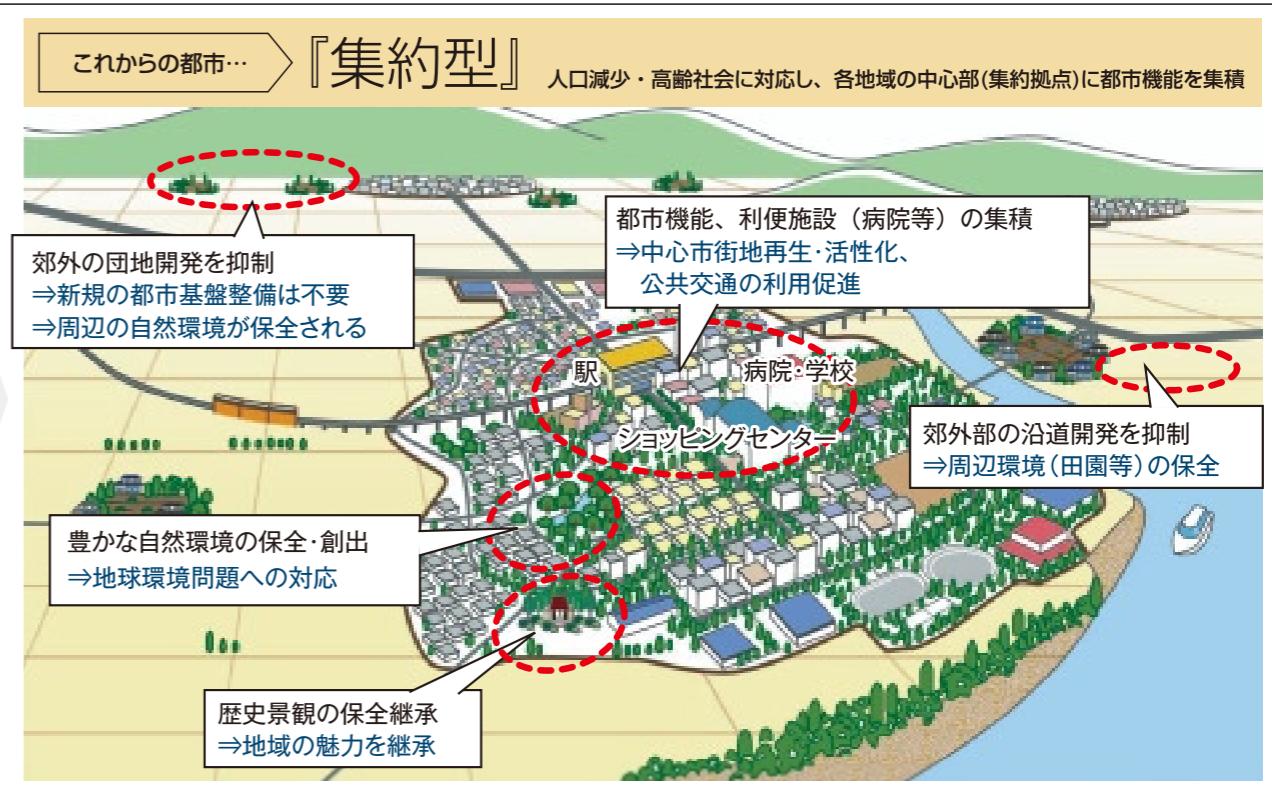 これからの都市…
『集約型』
人口減少・高齢社会に対応し、各地域の中心部(集約拠点)に都市機能を集積
都市機能、利便施設（病院等）の集積
⇒中心市街地再生・活性化、
公共交通の利用促進
郊外の団地開発を抑制
⇒新規の都市基盤整備は不要
⇒周辺の自然環境が保全される
駅
病院・学校
ショッピングセンター
郊外部の沿道開発を抑制
⇒周辺環境（田園等）の保全
豊かな自然環境の保全・創出
⇒地球環境問題への対応
歴史景観の保全継承
⇒地域の魅力を継承